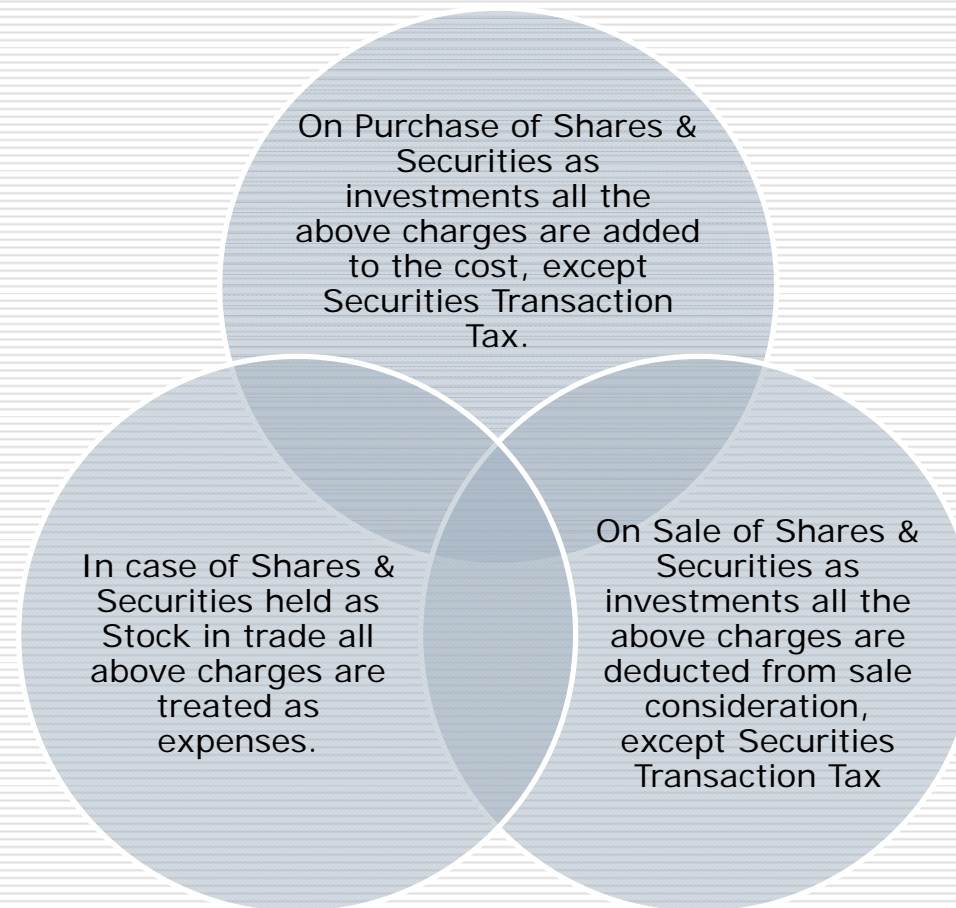 On Purchase of Shares &
Securities as
investments all the
above charges are added
to the cost, except
Securities Transaction
Tax.
In case of Shares &
Securities held as
Stock in trade all
above charges are
treated as
expenses.
On Sale of Shares &
Securities as
investments all the
above charges are
deducted from sale
consideration,
except Securities
Transaction Tax